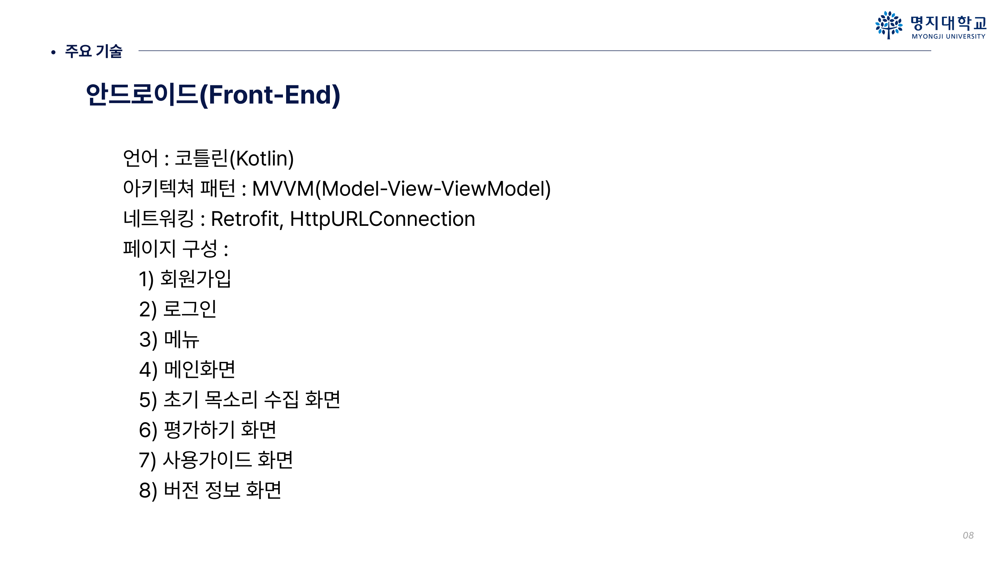 명지대학교
MYONGJI UNIVERSITY
• 주요 기술
안드로이드(Front-End)
언어 : 코틀린(Kotlin)
아키텍쳐 패턴 : MVVM(Model-View-ViewModel)
네트워킹 : Retrofit, HttpURLConnection
페이지 구성 :
1) 회원가입
2) 로그인
3) 메뉴
4) 메인화면
5) 초기 목소리 수집 화면
6) 평가하기 화면
7) 사용가이드 화면
8) 버전 정보 화면
08